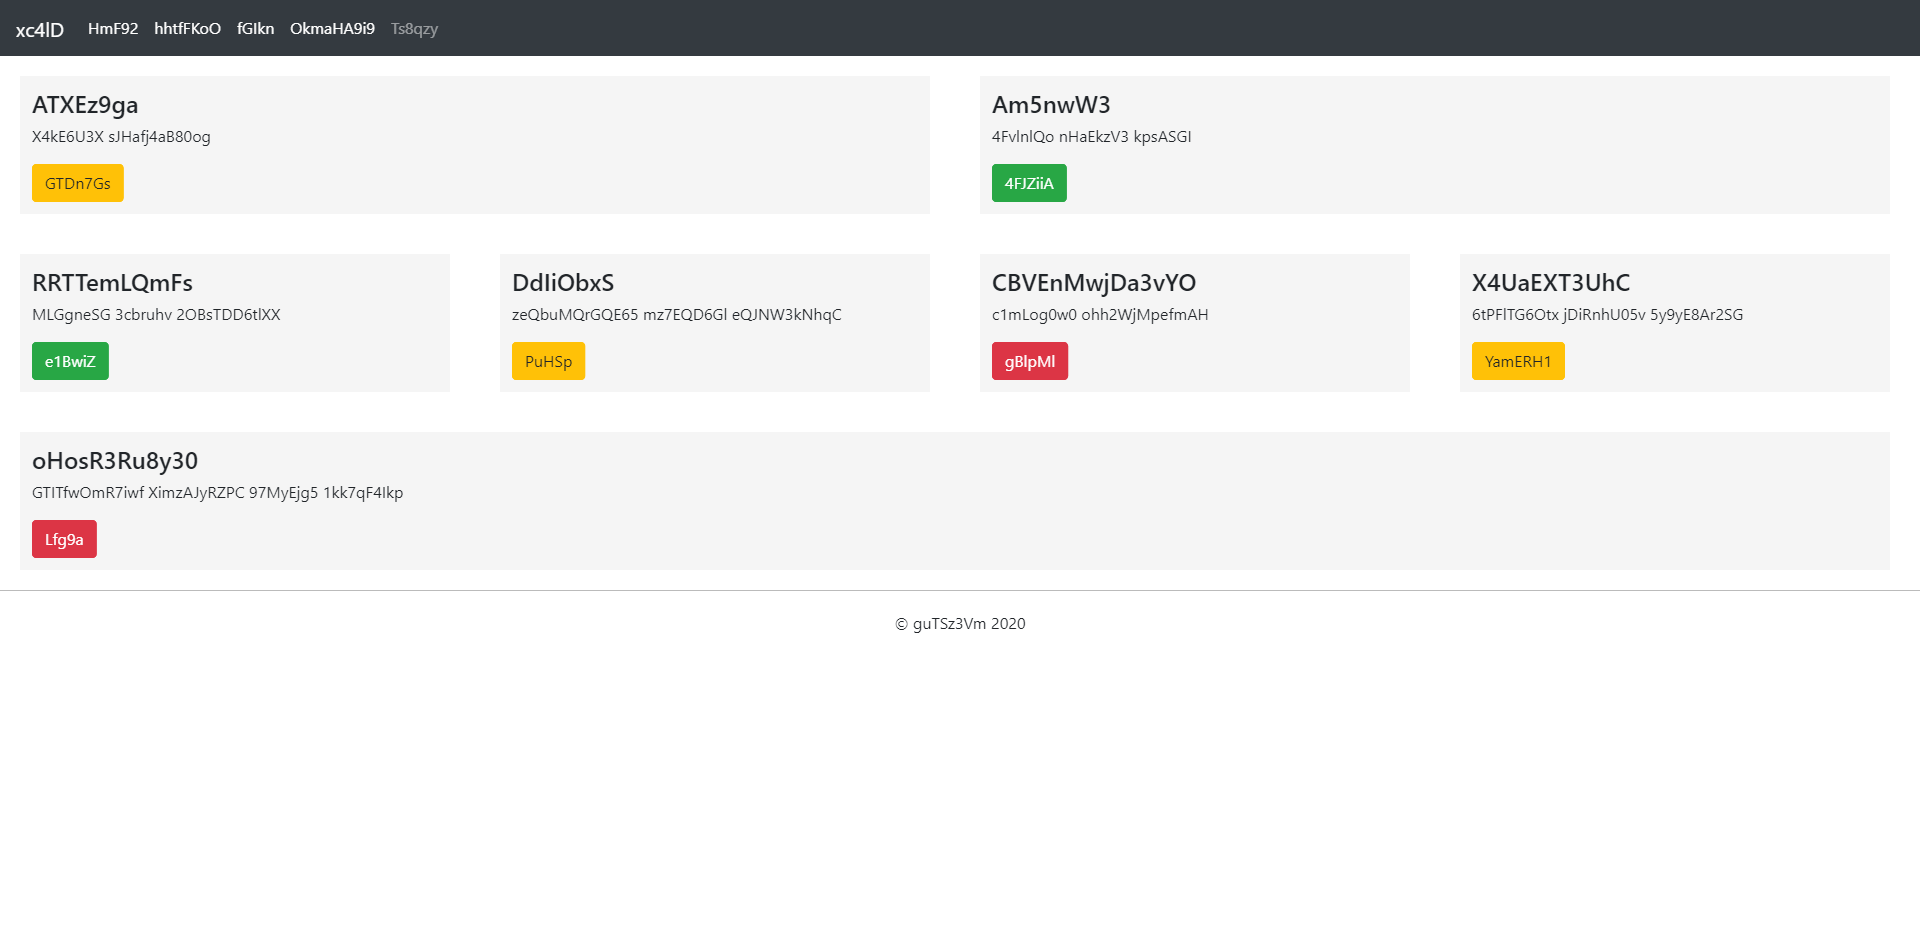 xc4lD HmF92 hhtfFKoO fGIkn OkmaHA9i9 Ts8qzy
ATXEz9ga
X4kE6U3X sJHafj4aB80og
GTDn7Gs
Am5nwW3
4FvlnlQo nHaEkzV3 kpsASGI
4FJZiiA
RRTTemLQmFs
MLGgneSG 3cbruhv 2OBsTDD6tlXX
e1BwiZ
DdIiObxS
zeQbuMQrGQE65 mz7EQD6Gl eQJNW3kNhqC
PuHSp
CBVEnMwjDa3vYO
c1mLog0w0 ohh2WjMpefmAH
gBlpMl
X4UaEXT3UhC
6tPFlTG6Otx jDiRnhU05v 5y9yE8Ar2SG
YamERH1
oHosR3Ru8y30
GTITfwOmR7iwf XimzAJyRZPC 97MyEjg5 1kk7qF4Ikp
Lfg9a
© guTSz3Vm 2020